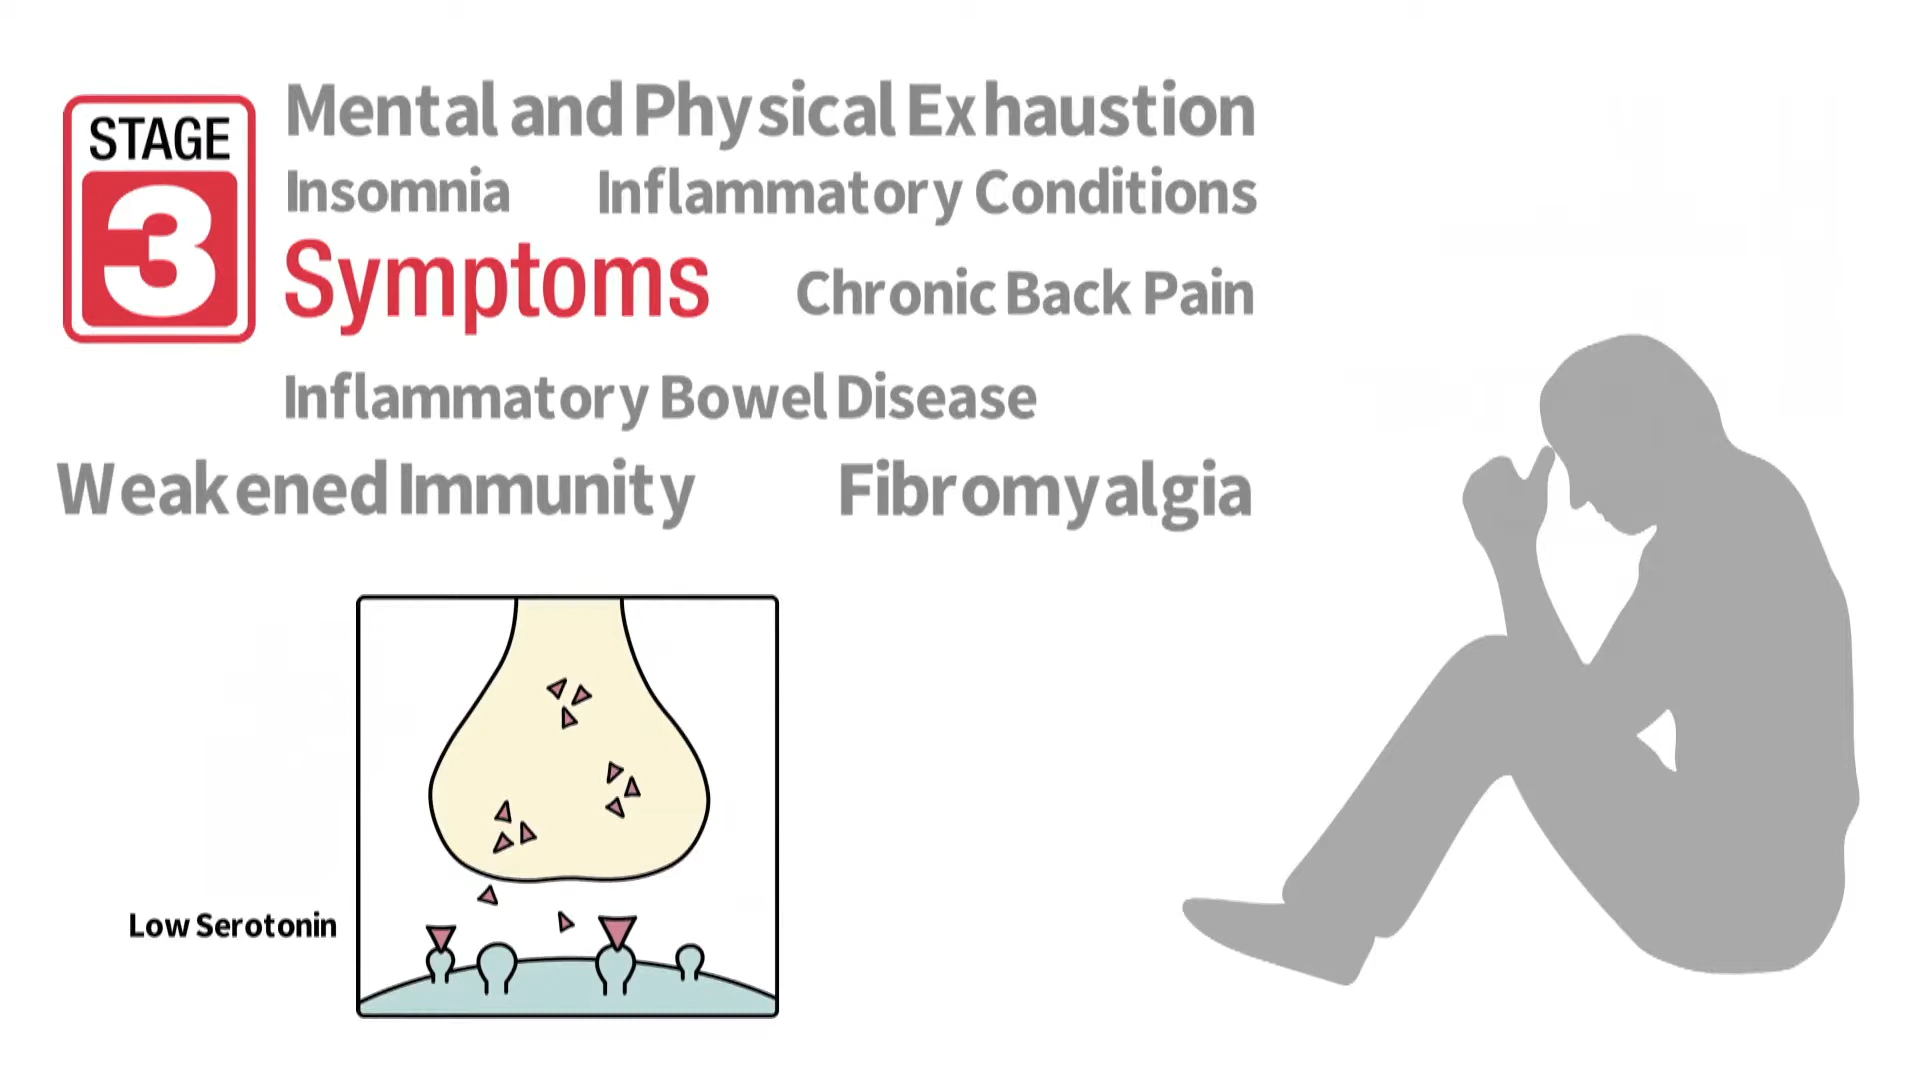 STAGE
3
Mental and Physical Exhaustion
Insomnia Inflammatory Conditions
Symptoms Chronic Back Pain
Inflammatory Bowel Disease
Weakened Immunity Fibromyalgia
Low Serotonin